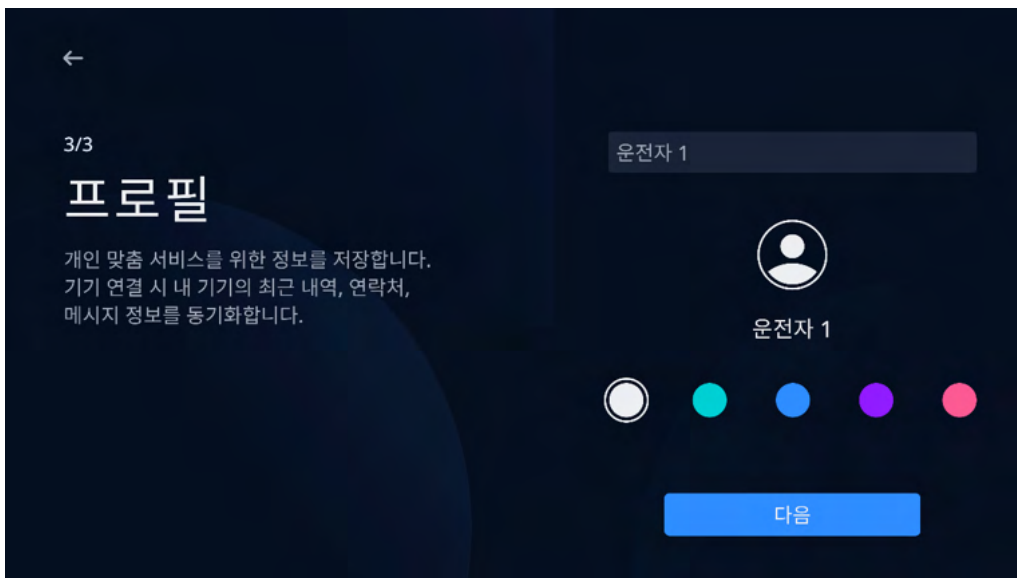 3/3
프로필
개인 맞춤 서비스를 위한 정보를 저장합니다.
기기 연결 시 내 기기의 최근 내역, 연락처,
메시지 정보를 동기화합니다.
운전자 1
운전자 1
다음